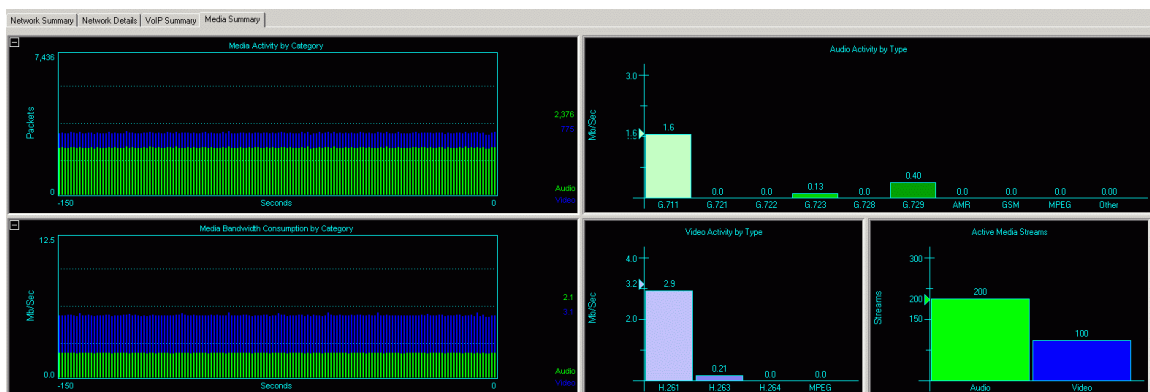 Network Summary Network Details VoIP Summary Media Summary
Media Activity by Category
7,436
Packets
0
-150 Seconds 0
2,376
776
Audio
Video
Audio Activity by Type
Mb/Sec
3.0
1.6
1.6 0.0 0.0 0.13 0.0 0.40 0.0 0.0 0.0 0.00
G.711 G.721 G.722 G.723 G.728 G.729 AMR GSM MPEG Other
Media Bandwidth Consumption by Category
12.5
Mb/Sec
0.0
-150 Seconds 0
2.1
3.1
Audio
Video
Video Activity by Type
Mb/Sec
4.0
3.2
2.0
2.9 0.21 0.0 0.0
H.261 H.263 H.264 MPEG
Active Media Streams
Streams
300
200
150
200 100
Audio Video